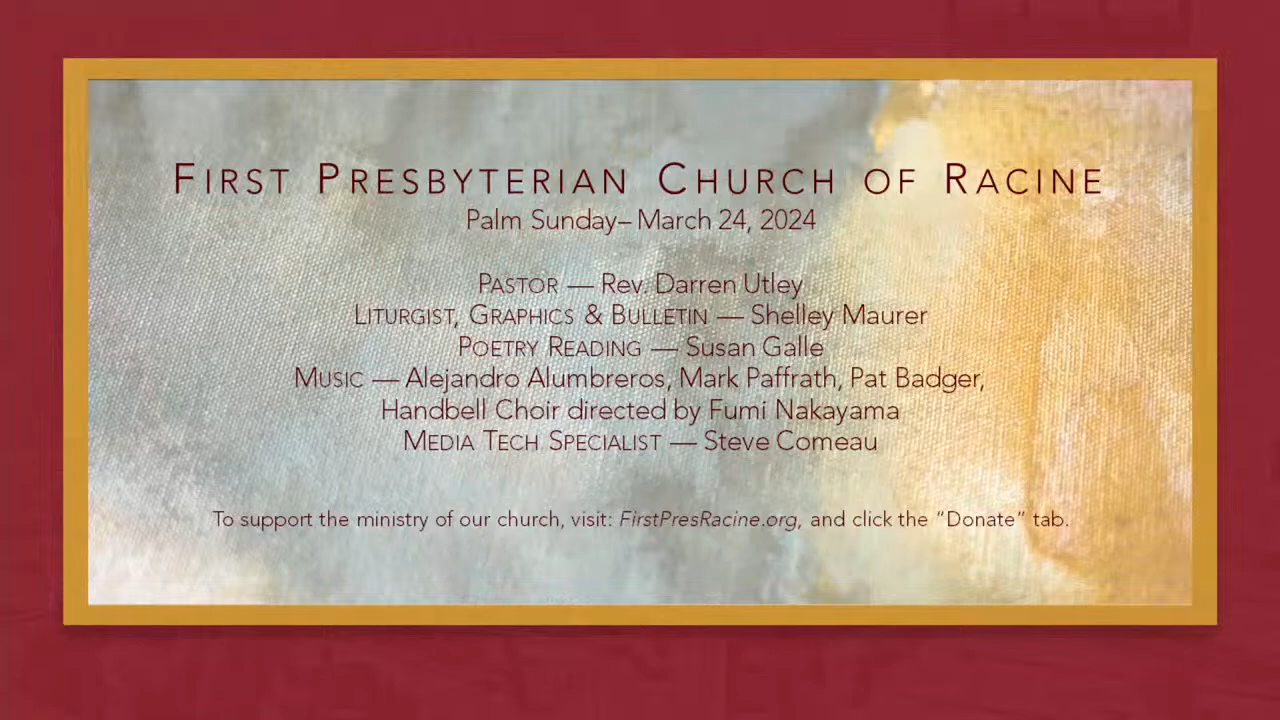 First Presbyterian Church of Racine
Palm Sunday– March 24, 2024
Pastor — Rev. Darren Utley
Liturgist, Graphics & Bulletin — Shelley Maurer
Poetry Reading — Susan Galle
Music — Alejandro Alumbreros, Mark Paffrath, Pat Badger,
Handbell Choir directed by Fumi Nakayama
Media Tech Specialist — Steve Comeau
To support the ministry of our church, visit: FirstPresRacine.org, and click the “Donate” tab.